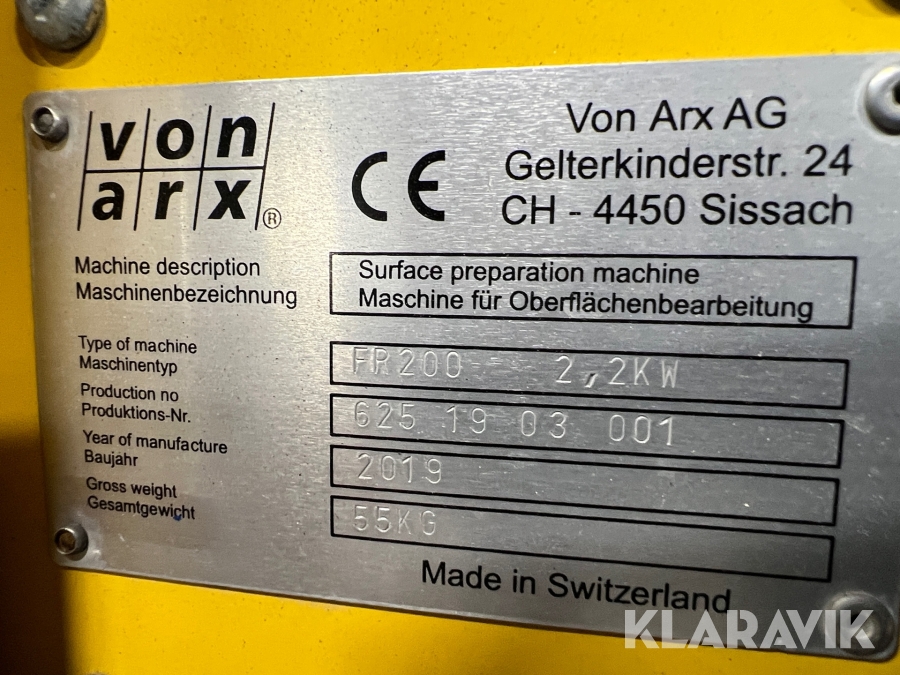 von
arx®
CE
Von Arx AG
Gelterkinderstr. 24
CH - 4450 Sissach
Machine description
Maschinenbezeichnung
Surface preparation machine
Maschine für Oberflächenbearbeitung
Type of machine
Maschinentyp
FR200 2,2KW
Production no
Produktions-Nr.
625 19 03 001
Year of manufacture
Baujahr
2019
Gross weight
Gesamtgewicht
55KG
Made in Switzerland
KLARAVIK